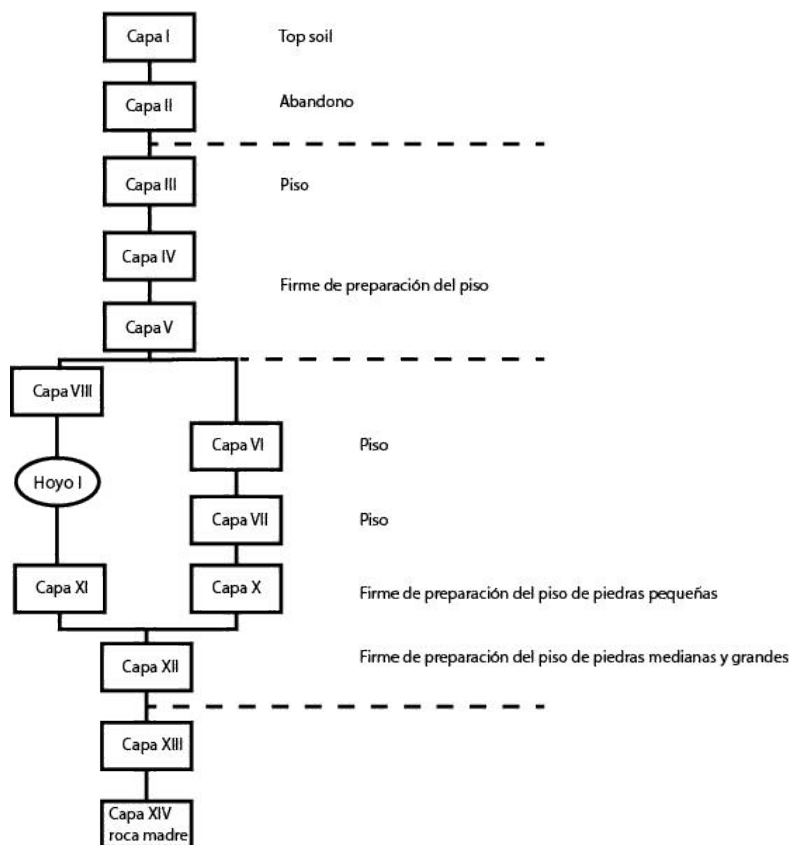 Capa I Top soil
Capa II Abandono
Capa III Piso
Capa IV
Firme de preparación del piso
Capa V
Capa VIII
Capa VI Piso
Hoyo I
Capa VII Piso
Capa XI Capa X Firme de preparación del piso de piedras pequeñas
Capa XII Firme de preparación del piso de piedras medianas y grandes
Capa XIII
Capa XIV
roca madre